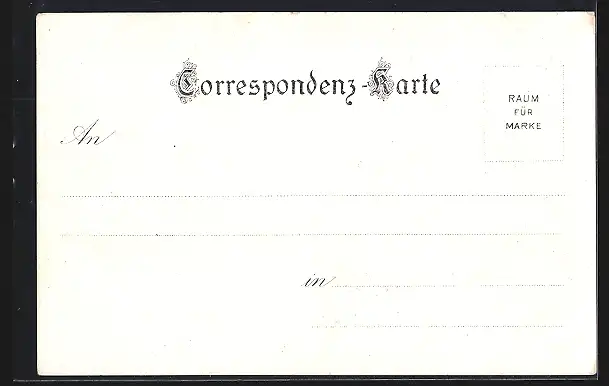 Correspondenz-Karte
RAUM
FÜR
MARKE
An
in